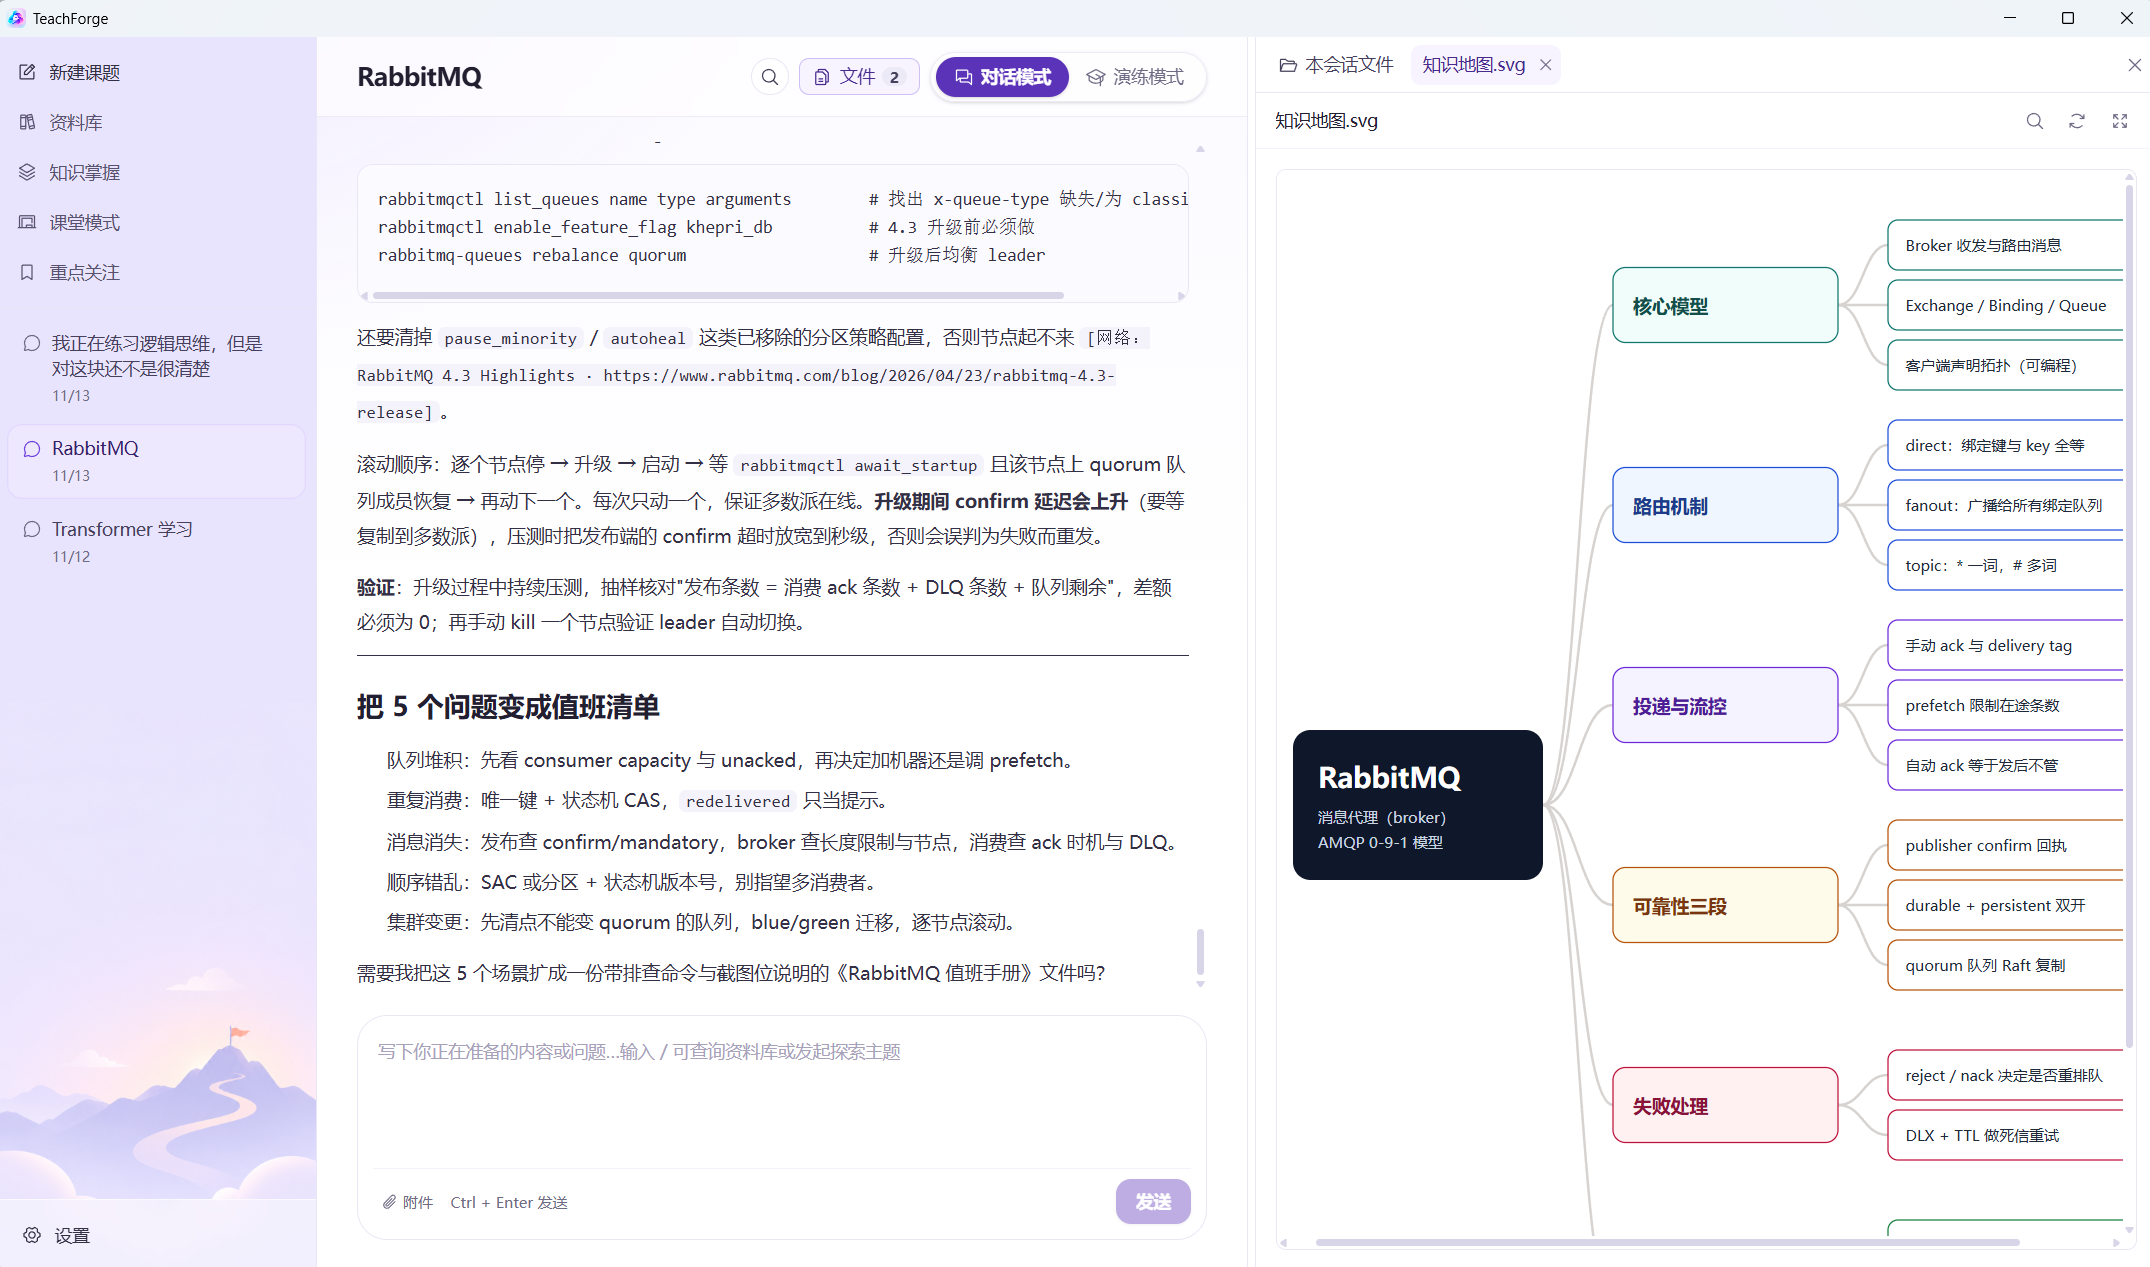 TeachForge
新建课题
资料库
知识掌握
课堂模式
重点关注
我正在练习逻辑思维，但是
对这块还不是很清楚
11/13
RabbitMQ
11/13
Transformer 学习
11/12
设置
RabbitMQ
文件 2
对话模式
演练模式
rabbitmqctl list_queues name type arguments # 找出 x-queue-type 缺失/为 classi
rabbitmqctl enable_feature_flag khepri_db # 4.3 升级前必须做
rabbitmq-queues rebalance quorum # 升级后均衡 leader
还要清掉 pause_minority / autoheal 这类已移除的分区策略配置，否则节点起不来 [网络：
RabbitMQ 4.3 Highlights · https://www.rabbitmq.com/blog/2026/04/23/rabbitmq-4.3-
release]。
滚动顺序：逐个节点停 → 升级 → 启动 → 等 rabbitmqctl await_startup 且该节点上 quorum 队
列成员恢复 → 再动下一个。每次只动一个，保证多数派在线。升级期间 confirm 延迟会上升（要等
复制到多数派），压测时把发布端的 confirm 超时放宽到秒级，否则会误判为失败而重发。
验证：升级过程中持续压测，抽样核对"发布条数 = 消费 ack 条数 + DLQ 条数 + 队列剩余"，差额
必须为 0；再手动 kill 一个节点验证 leader 自动切换。
把 5 个问题变成值班清单
队列堆积：先看 consumer capacity 与 unacked，再决定加机器还是调 prefetch。
重复消费：唯一键 + 状态机 CAS，redelivered 只当提示。
消息消失：发布查 confirm/mandatory，broker 查长度限制与节点，消费查 ack 时机与 DLQ。
顺序错乱：SAC 或分区 + 状态机版本号，别指望多消费者。
集群变更：先清点不能变 quorum 的队列，blue/green 迁移，逐节点滚动。
需要我把这 5 个场景扩成一份带排查命令与截图位说明的《RabbitMQ 值班手册》文件吗？
写下你正在准备的内容或问题...输入 / 可查询资料库或发起探索主题
附件 Ctrl + Enter 发送
发送
本会话文件
知识地图.svg
知识地图.svg
RabbitMQ
消息代理（broker）
AMQP 0-9-1 模型
核心模型
Broker 收发与路由消息
Exchange / Binding / Queue
客户端声明拓扑（可编程）
路由机制
direct：绑定键与 key 全等
fanout：广播给所有绑定队列
topic：* 一词，# 多词
投递与流控
手动 ack 与 delivery tag
prefetch 限制在途条数
自动 ack 等于发后不管
可靠性三段
publisher confirm 回执
durable + persistent 双开
quorum 队列 Raft 复制
失败处理
reject / nack 决定是否重排队
DLX + TTL 做死信重试